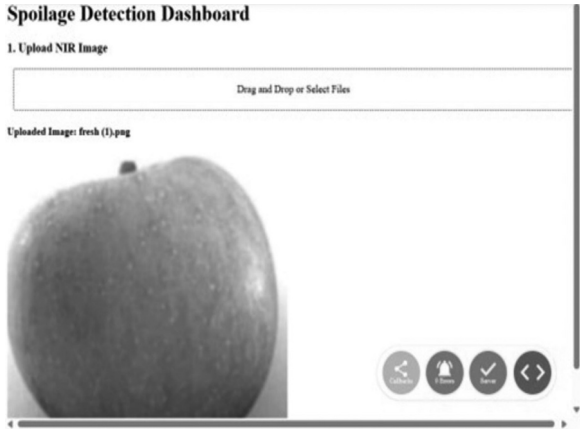 Spoilage Detection Dashboard
1. Upload NIR Image
Drag and Drop or Select Files
Uploaded Image: fresh (1).png
Callbacks
Server